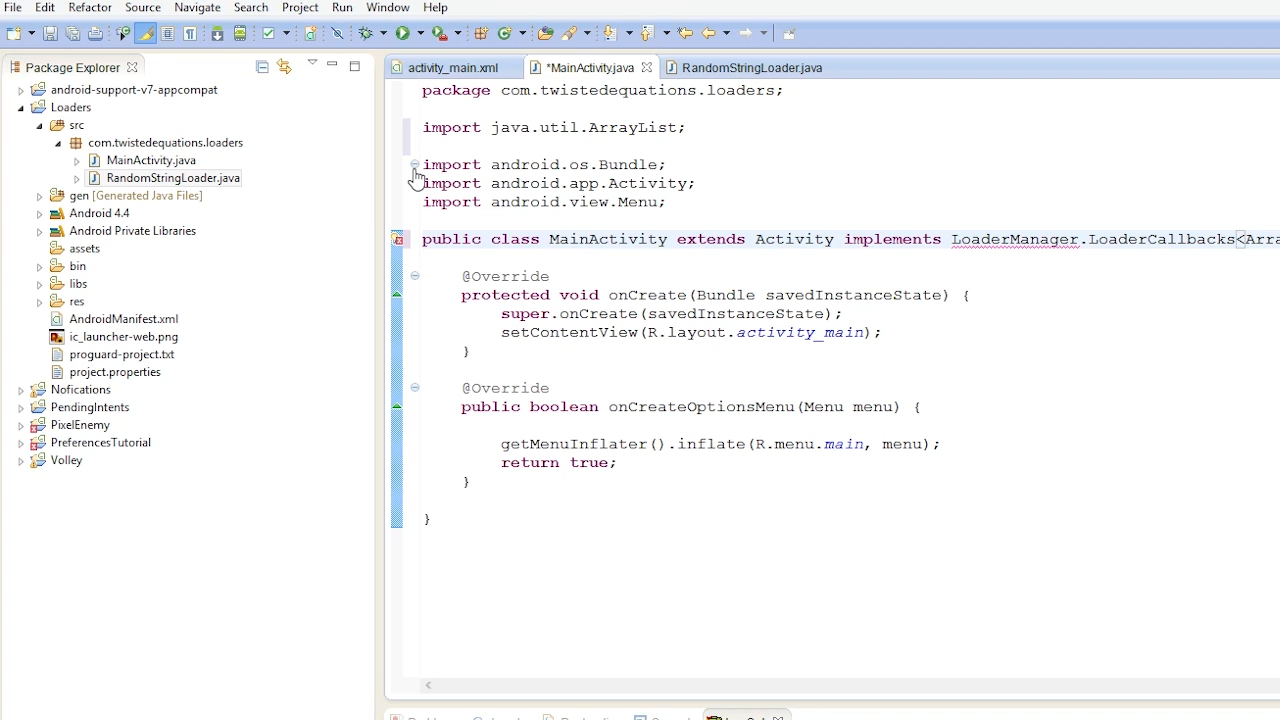 File Edit Refactor Source Navigate Search Project Run Window Help
Package Explorer
activity_main.xml *MainActivity.java RandomStringLoader.java
android-support-v7-appcompat
Loaders
src
com.twistedequations.loaders
MainActivity.java
RandomStringLoader.java
gen [Generated Java Files]
Android 4.4
Android Private Libraries
assets
bin
libs
res
AndroidManifest.xml
ic_launcher-web.png
proguard-project.txt
project.properties
Nofications
PendingIntents
PixelEnemy
PreferencesTutorial
Volley
package com.twistedequations.loaders;
import java.util.ArrayList;
import android.os.Bundle;
import android.app.Activity;
import android.view.Menu;
public class MainActivity extends Activity implements LoaderManager.LoaderCallbacks<Arra
@Override
protected void onCreate(Bundle savedInstanceState) {
super.onCreate(savedInstanceState);
setContentView(R.layout.activity_main);
}
@Override
public boolean onCreateOptionsMenu(Menu menu) {
getMenuInflater().inflate(R.menu.main, menu);
return true;
}
}